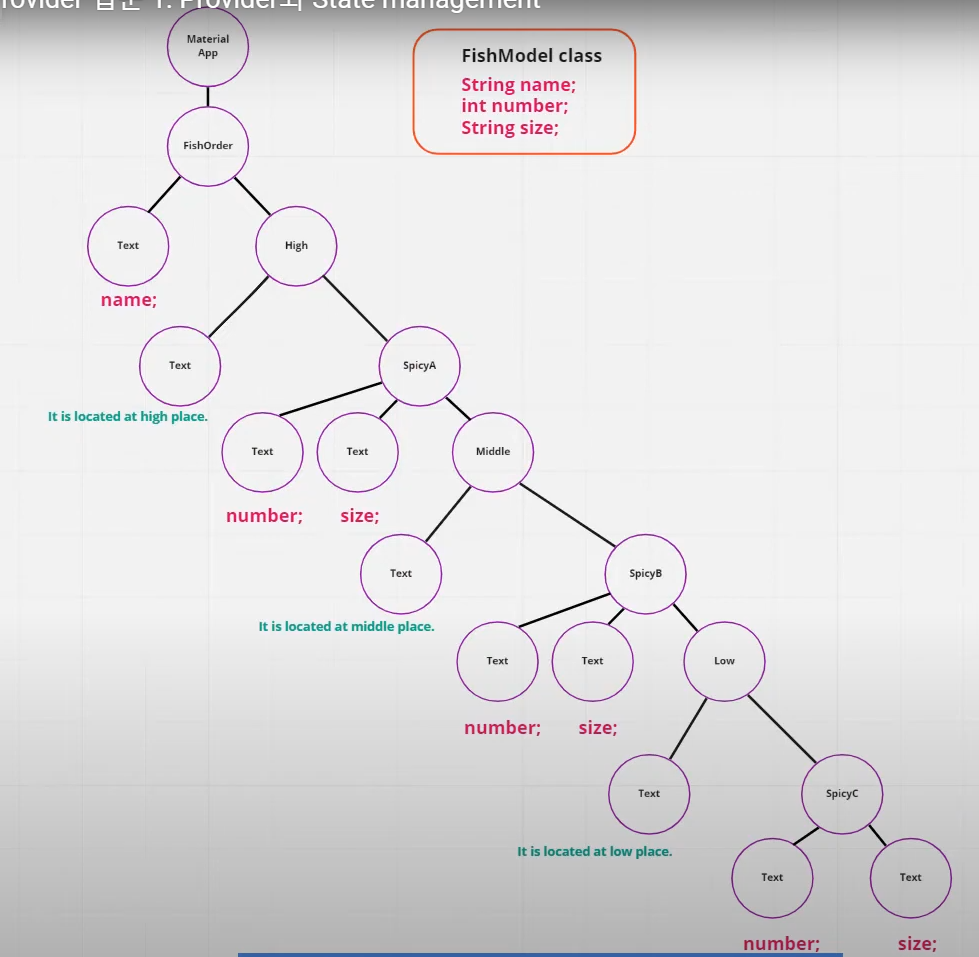 Provider 입문 1: Provider와 State management
Material
App
FishModel class
String name;
int number;
String size;
FishOrder
Text
High
name;
Text
SpicyA
It is located at high place.
Text
Text
Middle
number;
size;
Text
SpicyB
It is located at middle place.
Text
Text
Low
number;
size;
Text
SpicyC
It is located at low place.
Text
Text
number;
size;